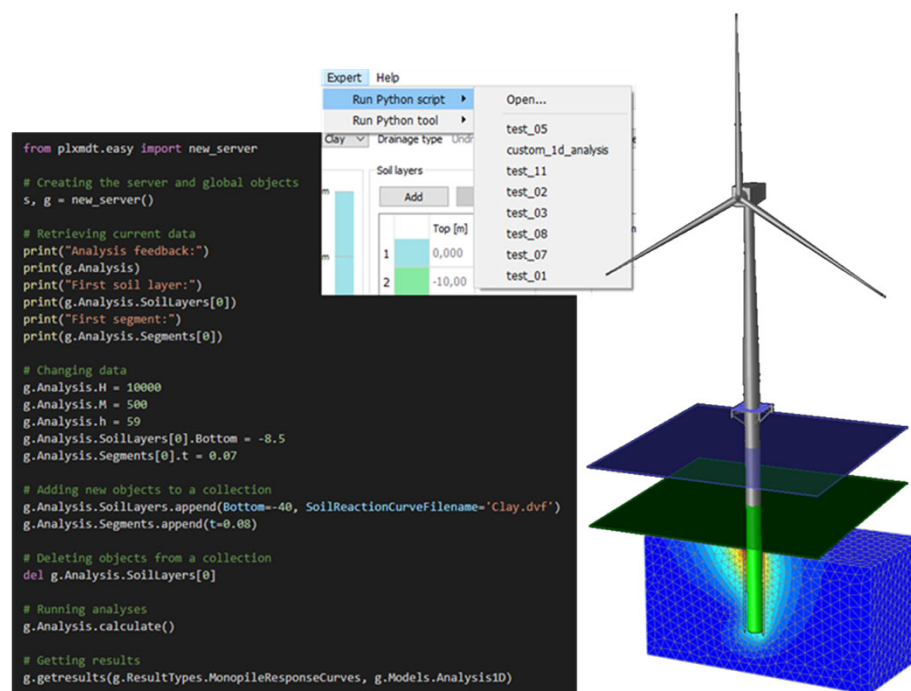 Expert Help
Run Python script
Run Python tool
Open...
test_05
custom_1d_analysis
test_11
test_02
test_03
test_08
test_07
test_01
Clay Drainage type
Soil layers
Add
Top [m]
1 0,000
2 -10,00
from plxmdt.easy import new_server
# Creating the server and global objects
s, g = new_server()
# Retrieving current data
print("Analysis feedback:")
print(g.Analysis)
print("First soil layer:")
print(g.Analysis.SoilLayers[0])
print("First segment:")
print(g.Analysis.Segments[0])
# Changing data
g.Analysis.H = 10000
g.Analysis.M = 500
g.Analysis.h = 59
g.Analysis.SoilLayers[0].Bottom = -8.5
g.Analysis.Segments[0].t = 0.07
# Adding new objects to a collection
g.Analysis.SoilLayers.append(Bottom=-40, SoilReactionCurveFilename='Clay.dvf')
g.Analysis.Segments.append(t=0.08)
# Deleting objects from a collection
del g.Analysis.SoilLayers[0]
# Running analyses
g.Analysis.calculate()
# Getting results
g.getresults(g.ResultTypes.MonopileResponseCurves, g.Models.Analysis1D)